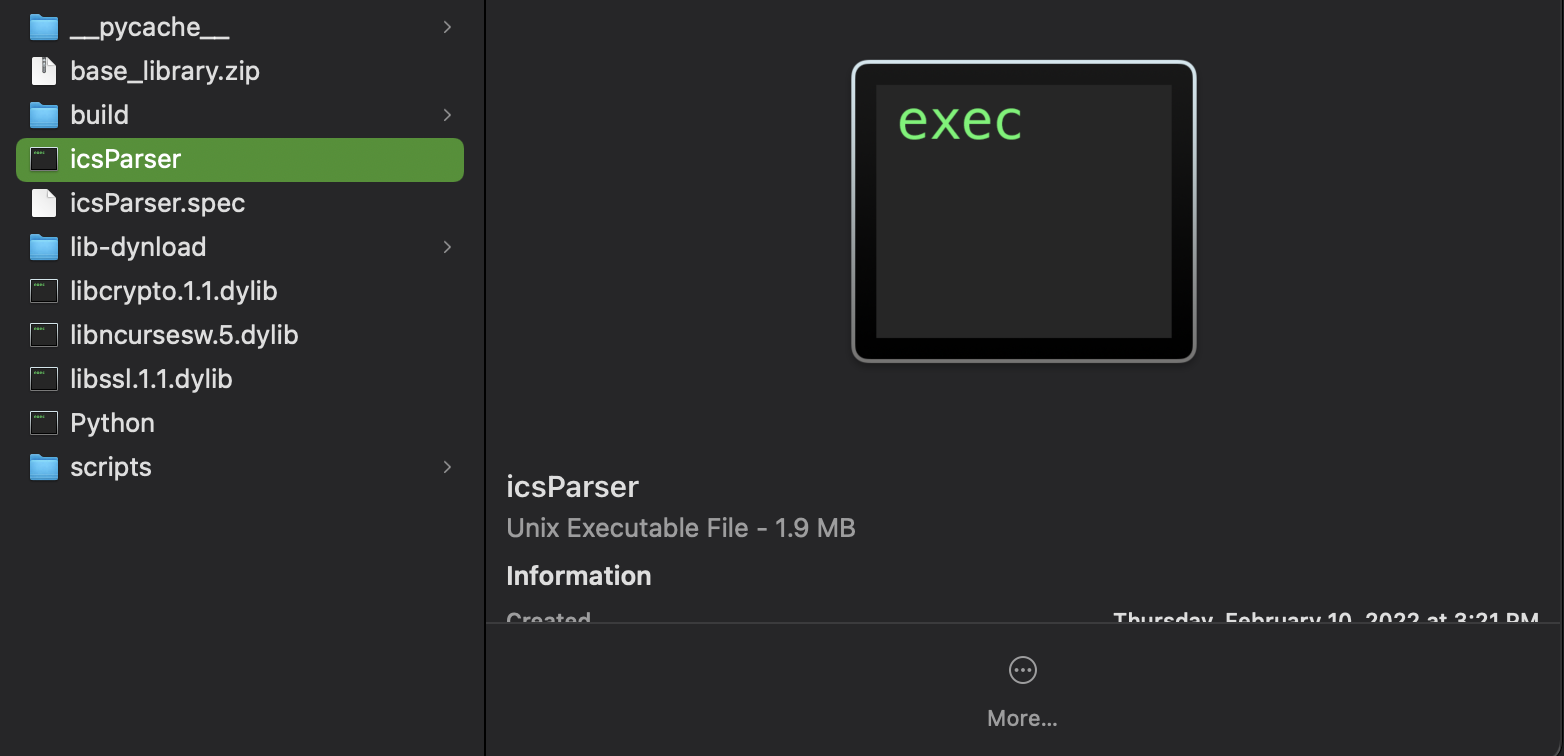 __pycache__
base_library.zip
build
icsParser
icsParser.spec
lib-dynload
libcrypto.1.1.dylib
libncursesw.5.dylib
libssl.1.1.dylib
Python
scripts
exec
icsParser
Unix Executable File - 1.9 MB
Information
Created Thursday, February 10, 2022 at 3:21 PM
More...